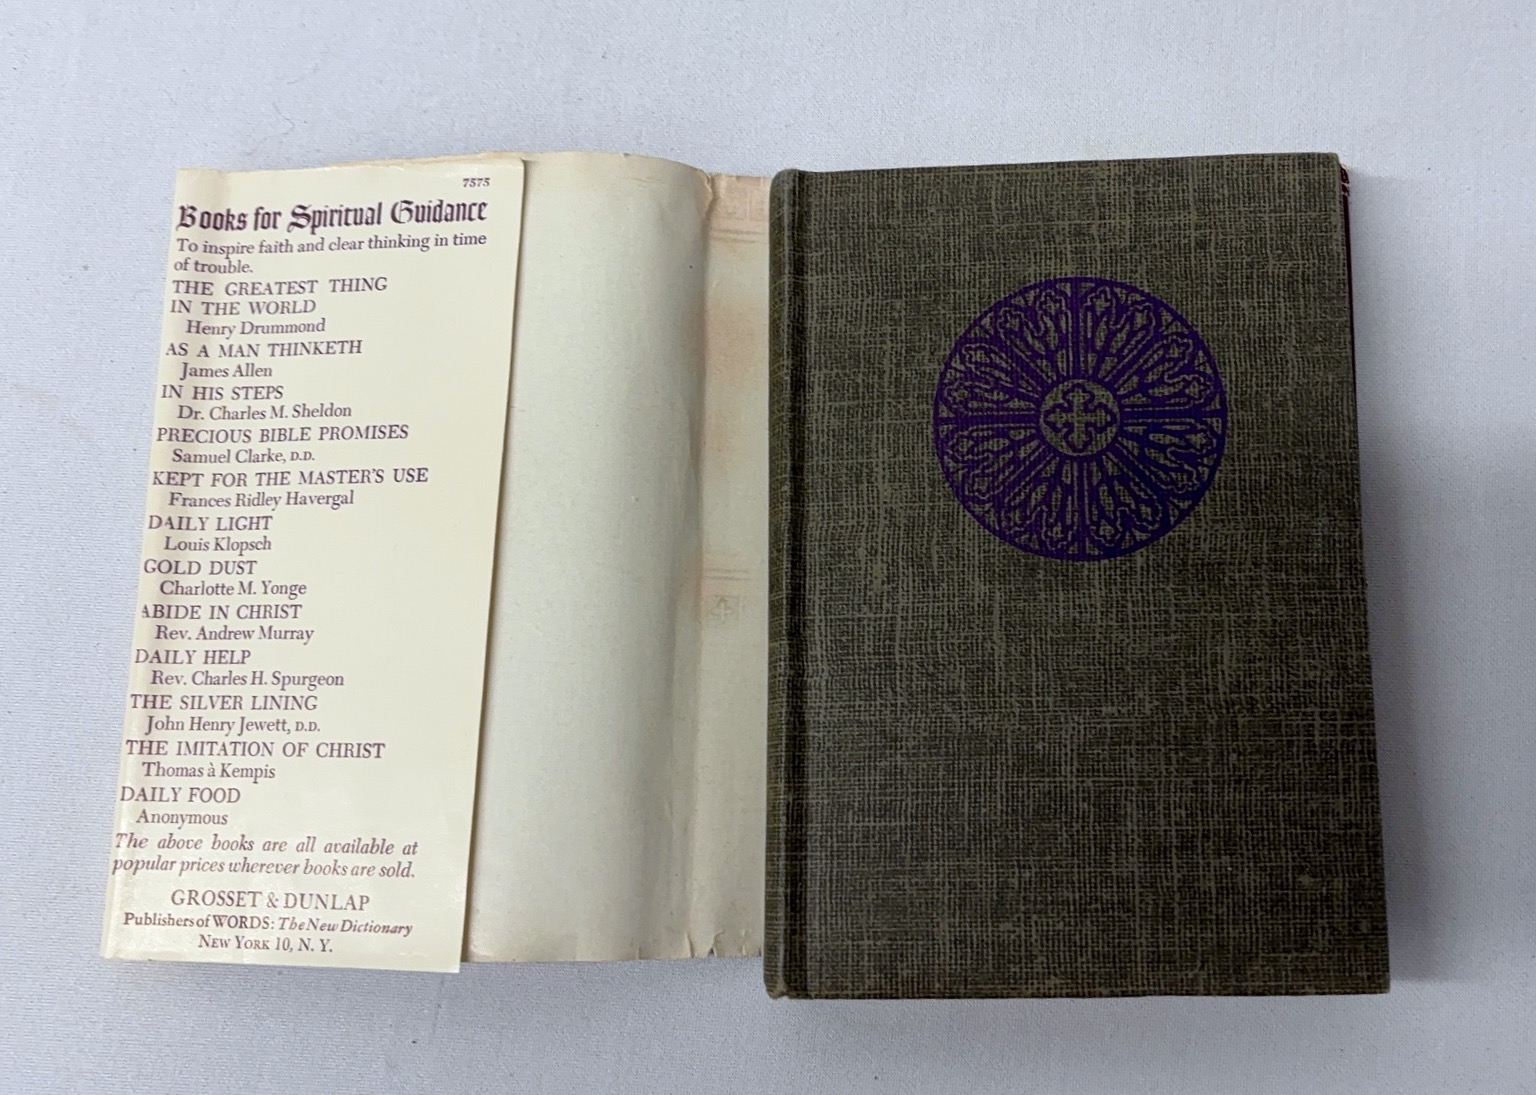 7575
Books for Spiritual Guidance
To inspire faith and clear thinking in time
of trouble.
THE GREATEST THING
IN THE WORLD
Henry Drummond
AS A MAN THINKETH
James Allen
IN HIS STEPS
Dr. Charles M. Sheldon
PRECIOUS BIBLE PROMISES
Samuel Clarke, D.D.
KEPT FOR THE MASTER'S USE
Frances Ridley Havergal
DAILY LIGHT
Louis Klopsch
GOLD DUST
Charlotte M. Yonge
ABIDE IN CHRIST
Rev. Andrew Murray
DAILY HELP
Rev. Charles H. Spurgeon
THE SILVER LINING
John Henry Jewett, D.D.
THE IMITATION OF CHRIST
Thomas à Kempis
DAILY FOOD
Anonymous
The above books are all available at
popular prices wherever books are sold.
GROSSET & DUNLAP
Publishers of WORDS: The New Dictionary
NEW YORK 10, N. Y.